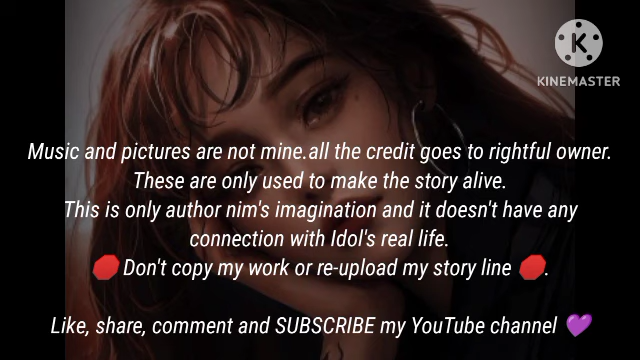 KINEMASTER
Music and pictures are not mine.all the credit goes to rightful owner.
These are only used to make the story alive.
This is only author nim's imagination and it doesn't have any
connection with Idol's real life.
🛑 Don't copy my work or re-upload my story line 🛑.
Like, share, comment and SUBSCRIBE my YouTube channel 💜